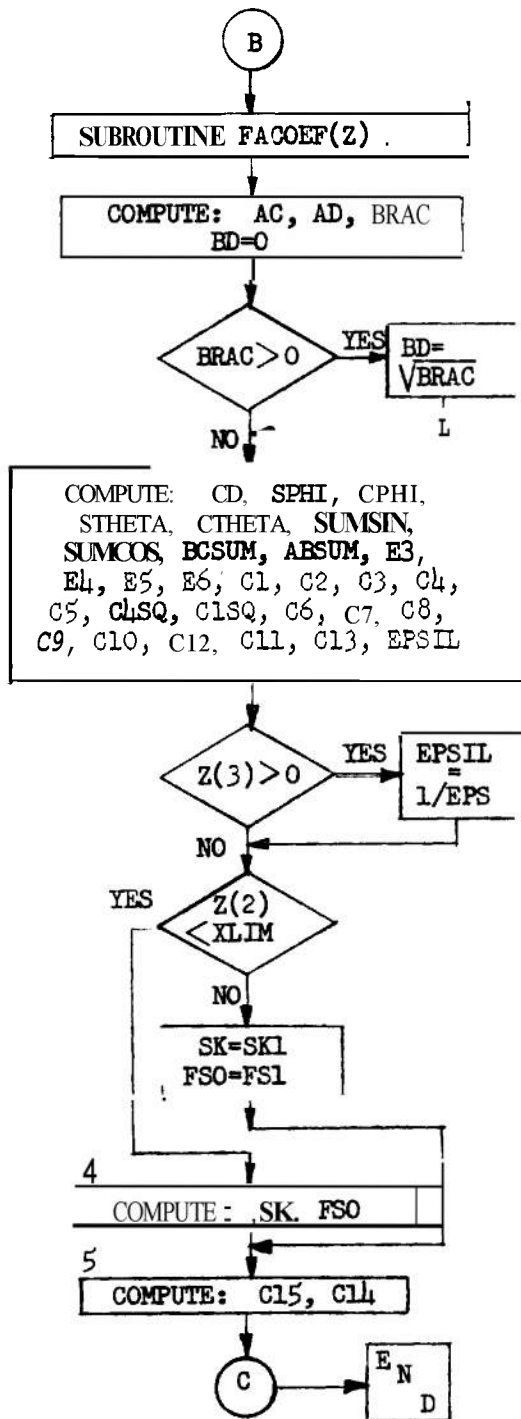 B
SUBROUTINE FACOEF(Z) .
COMPUTE: AC, AD, BRAC
BD=0
BRAC>0
YES
BD=
√BRAC
L
NO
COMPUTE: CD, SPHI, CPHI,
STHETA, CTHETA, SUMSIN,
SUMCOS, BCSUM, ABSUM, E3,
E4, E5, E6, C1, C2, C3, C4,
C5, C4SQ, C1SQ, C6, C7, C8,
C9, C10, C12, C11, C13, EPSIL
Z(3)>0
YES
EPSIL
=
1/EPS
NO
YES
Z(2)
<XLIM
NO
SK=SK1
FSO=FS1
4
COMPUTE: SK. FSO
5
COMPUTE: C15, C14
C
E
N
D